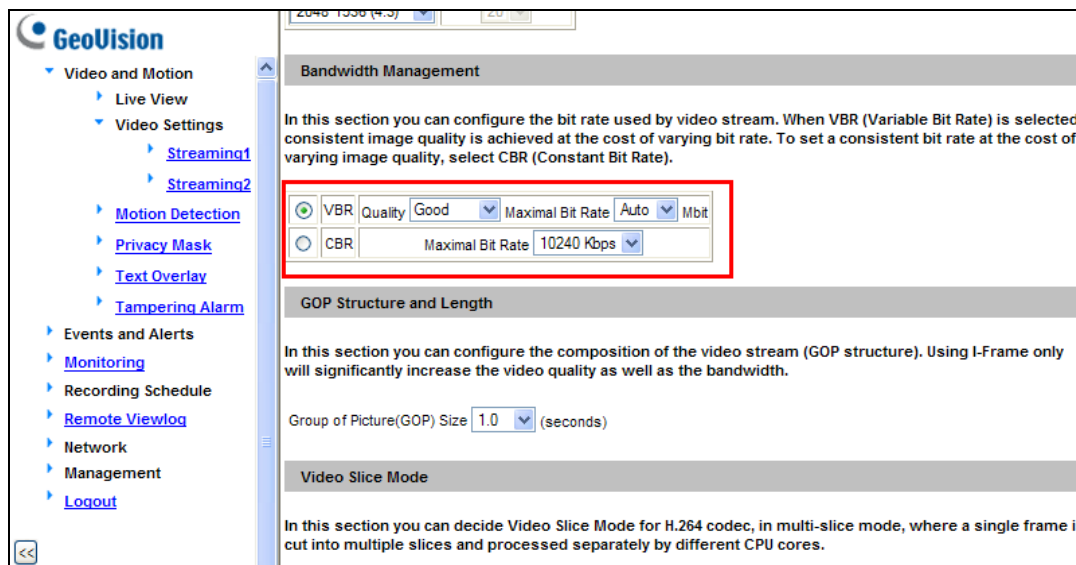 GeoVision
Video and Motion
Live View
Video Settings
Streaming1
Streaming2
Motion Detection
Privacy Mask
Text Overlay
Tampering Alarm
Events and Alerts
Monitoring
Recording Schedule
Remote Viewlog
Network
Management
Logout
<<
2048*1536 (4:3) 20
Bandwidth Management
In this section you can configure the bit rate used by video stream. When VBR (Variable Bit Rate) is selected
consistent image quality is achieved at the cost of varying bit rate. To set a consistent bit rate at the cost of
varying image quality, select CBR (Constant Bit Rate).
VBR Quality Good Maximal Bit Rate Auto Mbit
CBR Maximal Bit Rate 10240 Kbps
GOP Structure and Length
In this section you can configure the composition of the video stream (GOP structure). Using I-Frame only
will significantly increase the video quality as well as the bandwidth.
Group of Picture(GOP) Size 1.0 (seconds)
Video Slice Mode
In this section you can decide Video Slice Mode for H.264 codec, in multi-slice mode, where a single frame i
cut into multiple slices and processed separately by different CPU cores.